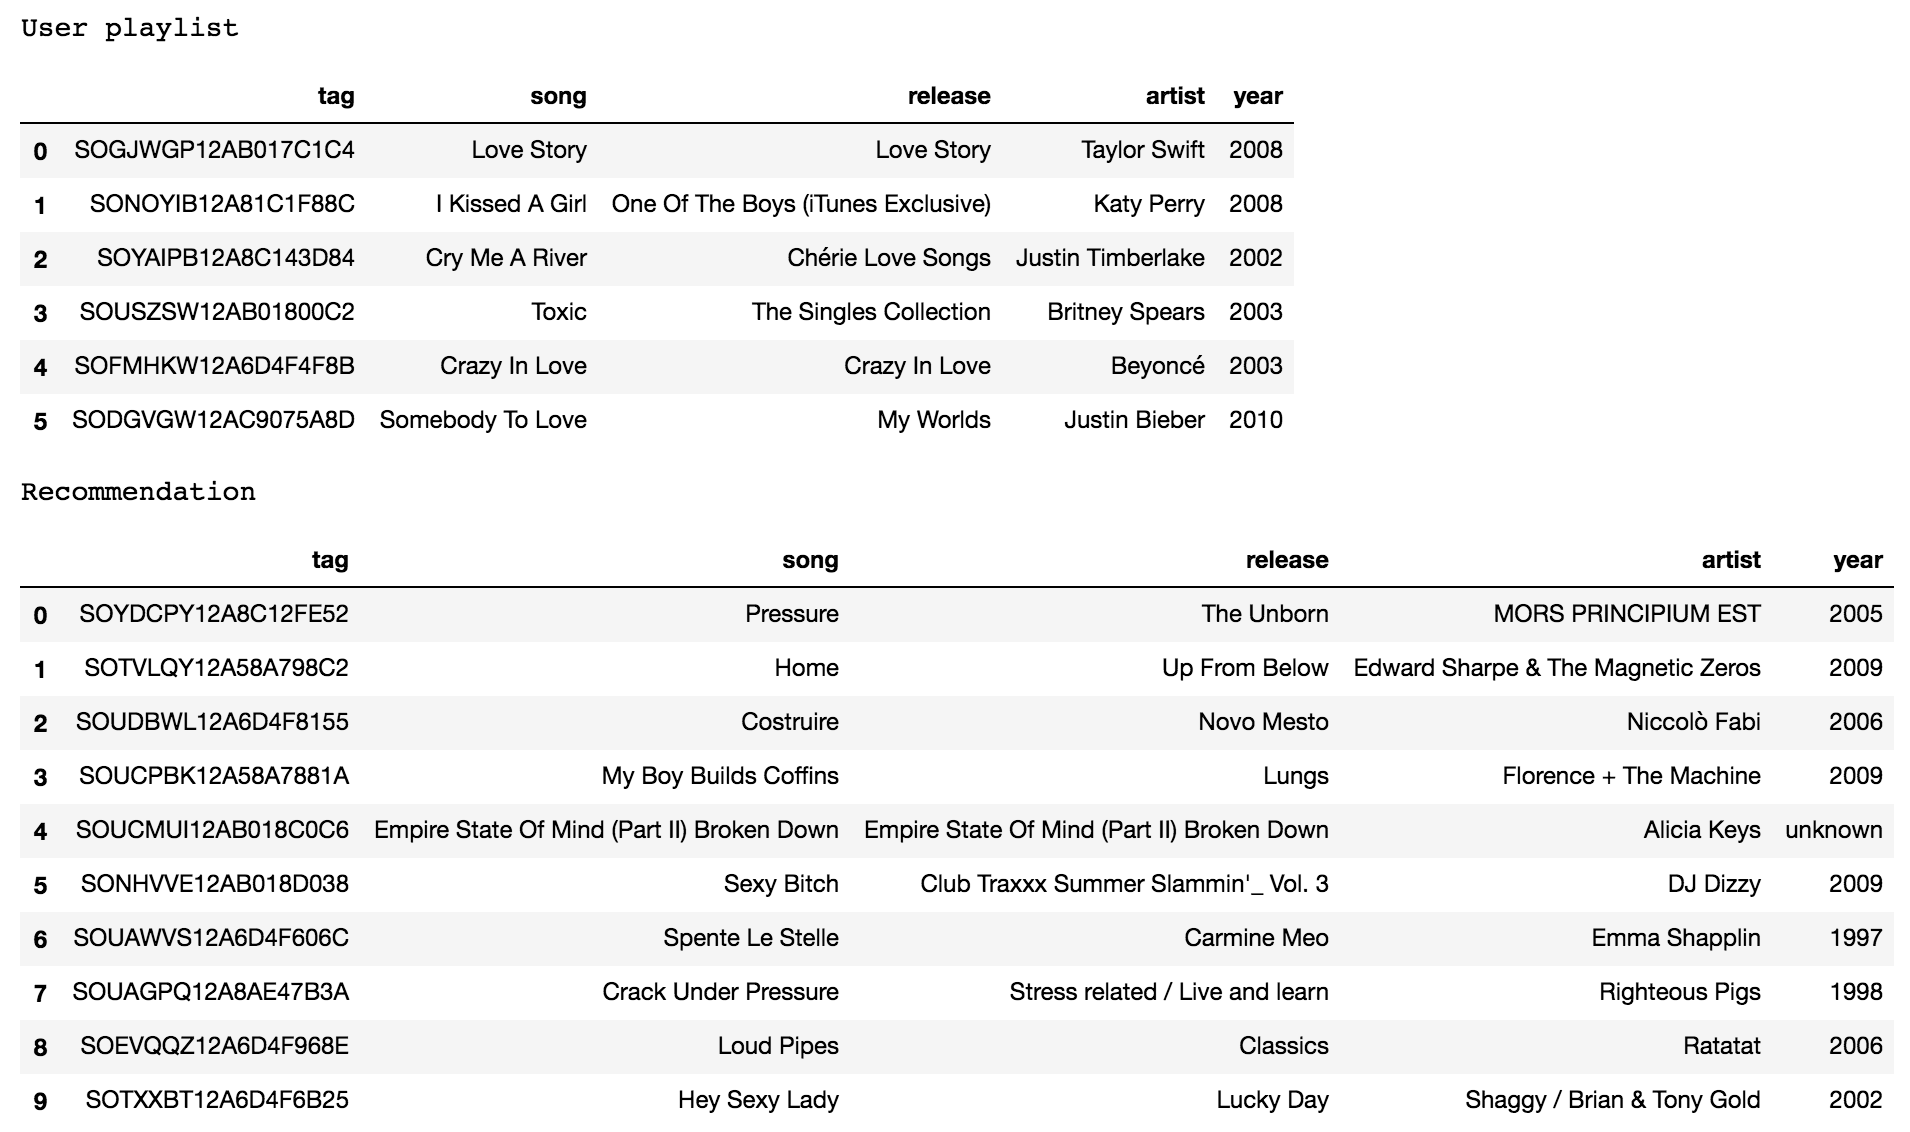 User playlist
tag song release artist year
0 SOGJWGP12AB017C1C4 Love Story Love Story Taylor Swift 2008
1 SONOYIB12A81C1F88C I Kissed A Girl One Of The Boys (iTunes Exclusive) Katy Perry 2008
2 SOYAIPB12A8C143D84 Cry Me A River Chérie Love Songs Justin Timberlake 2002
3 SOUSZSW12AB01800C2 Toxic The Singles Collection Britney Spears 2003
4 SOFMHKW12A6D4F4F8B Crazy In Love Crazy In Love Beyoncé 2003
5 SODGVGW12AC9075A8D Somebody To Love My Worlds Justin Bieber 2010
Recommendation
tag song release artist year
0 SOYDCPY12A8C12FE52 Pressure The Unborn MORS PRINCIPIUM EST 2005
1 SOTVLQY12A58A798C2 Home Up From Below Edward Sharpe & The Magnetic Zeros 2009
2 SOUDBWL12A6D4F8155 Costruire Novo Mesto Niccolò Fabi 2006
3 SOUCPBK12A58A7881A My Boy Builds Coffins Lungs Florence + The Machine 2009
4 SOUCMUI12AB018C0C6 Empire State Of Mind (Part II) Broken Down Empire State Of Mind (Part II) Broken Down Alicia Keys unknown
5 SONHVVE12AB018D038 Sexy Bitch Club Traxxx Summer Slammin'_ Vol. 3 DJ Dizzy 2009
6 SOUAWVS12A6D4F606C Spente Le Stelle Carmine Meo Emma Shapplin 1997
7 SOUAGPQ12A8AE47B3A Crack Under Pressure Stress related / Live and learn Righteous Pigs 1998
8 SOEVQQZ12A6D4F968E Loud Pipes Classics Ratatat 2006
9 SOTXXBT12A6D4F6B25 Hey Sexy Lady Lucky Day Shaggy / Brian & Tony Gold 2002